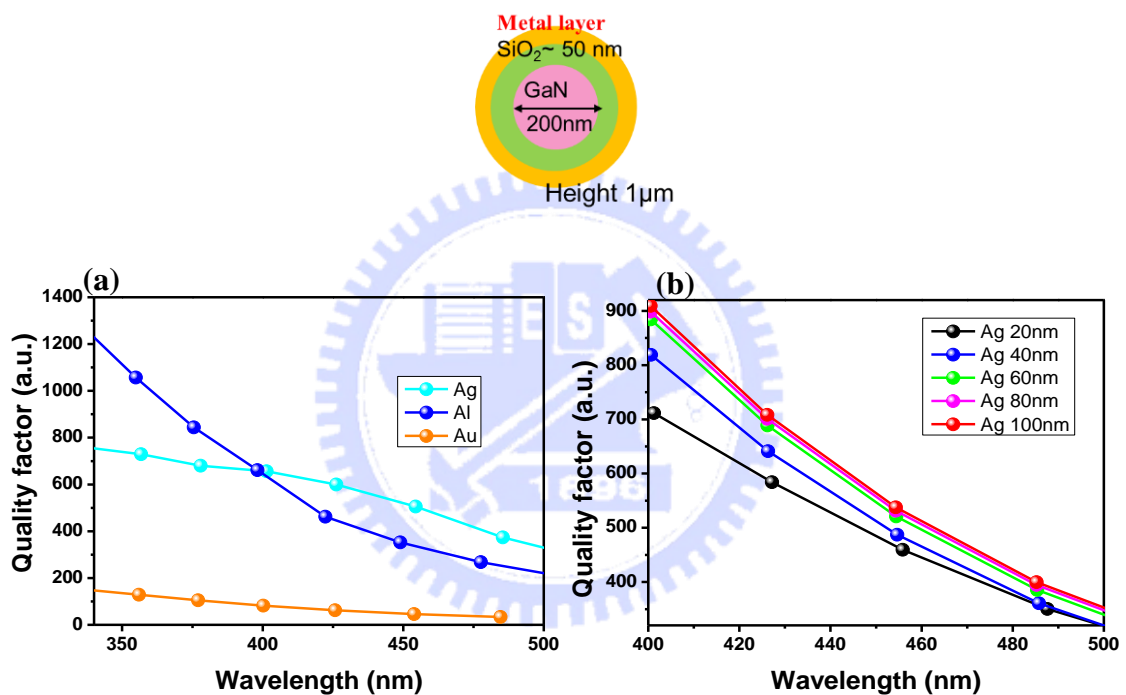 Metal layer
SiO₂~ 50 nm
GaN
200nm
Height 1μm
(a)
1400
1200
1000
800
600
400
200
0
Quality factor (a.u.)
350
400
450
500
Wavelength (nm)
Ag
Al
Au
(b)
900
800
700
600
500
400
Quality factor (a.u.)
400
420
440
460
480
500
Wavelength (nm)
Ag 20nm
Ag 40nm
Ag 60nm
Ag 80nm
Ag 100nm
E S
1896